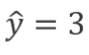 ŷ = 3